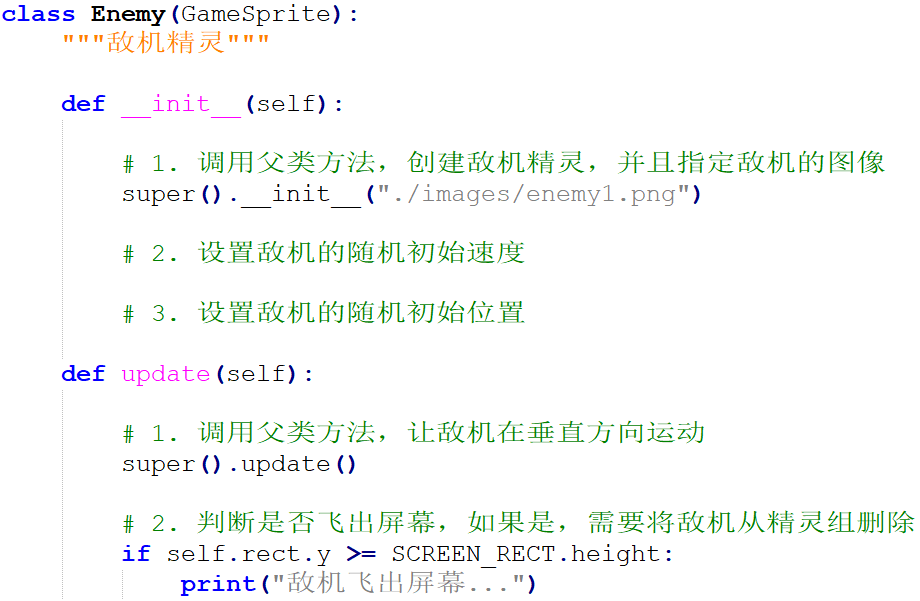 class Enemy(GameSprite):
    """敌机精灵"""
    def __init__(self):
        # 1. 调用父类方法，创建敌机精灵，并且指定敌机的图像
        super().__init__("./images/enemy1.png")
        # 2. 设置敌机的随机初始速度
        # 3. 设置敌机的随机初始位置
    def update(self):
        # 1. 调用父类方法，让敌机在垂直方向运动
        super().update()
        # 2. 判断是否飞出屏幕，如果是，需要将敌机从精灵组删除
        if self.rect.y >= SCREEN_RECT.height:
            print("敌机飞出屏幕...")